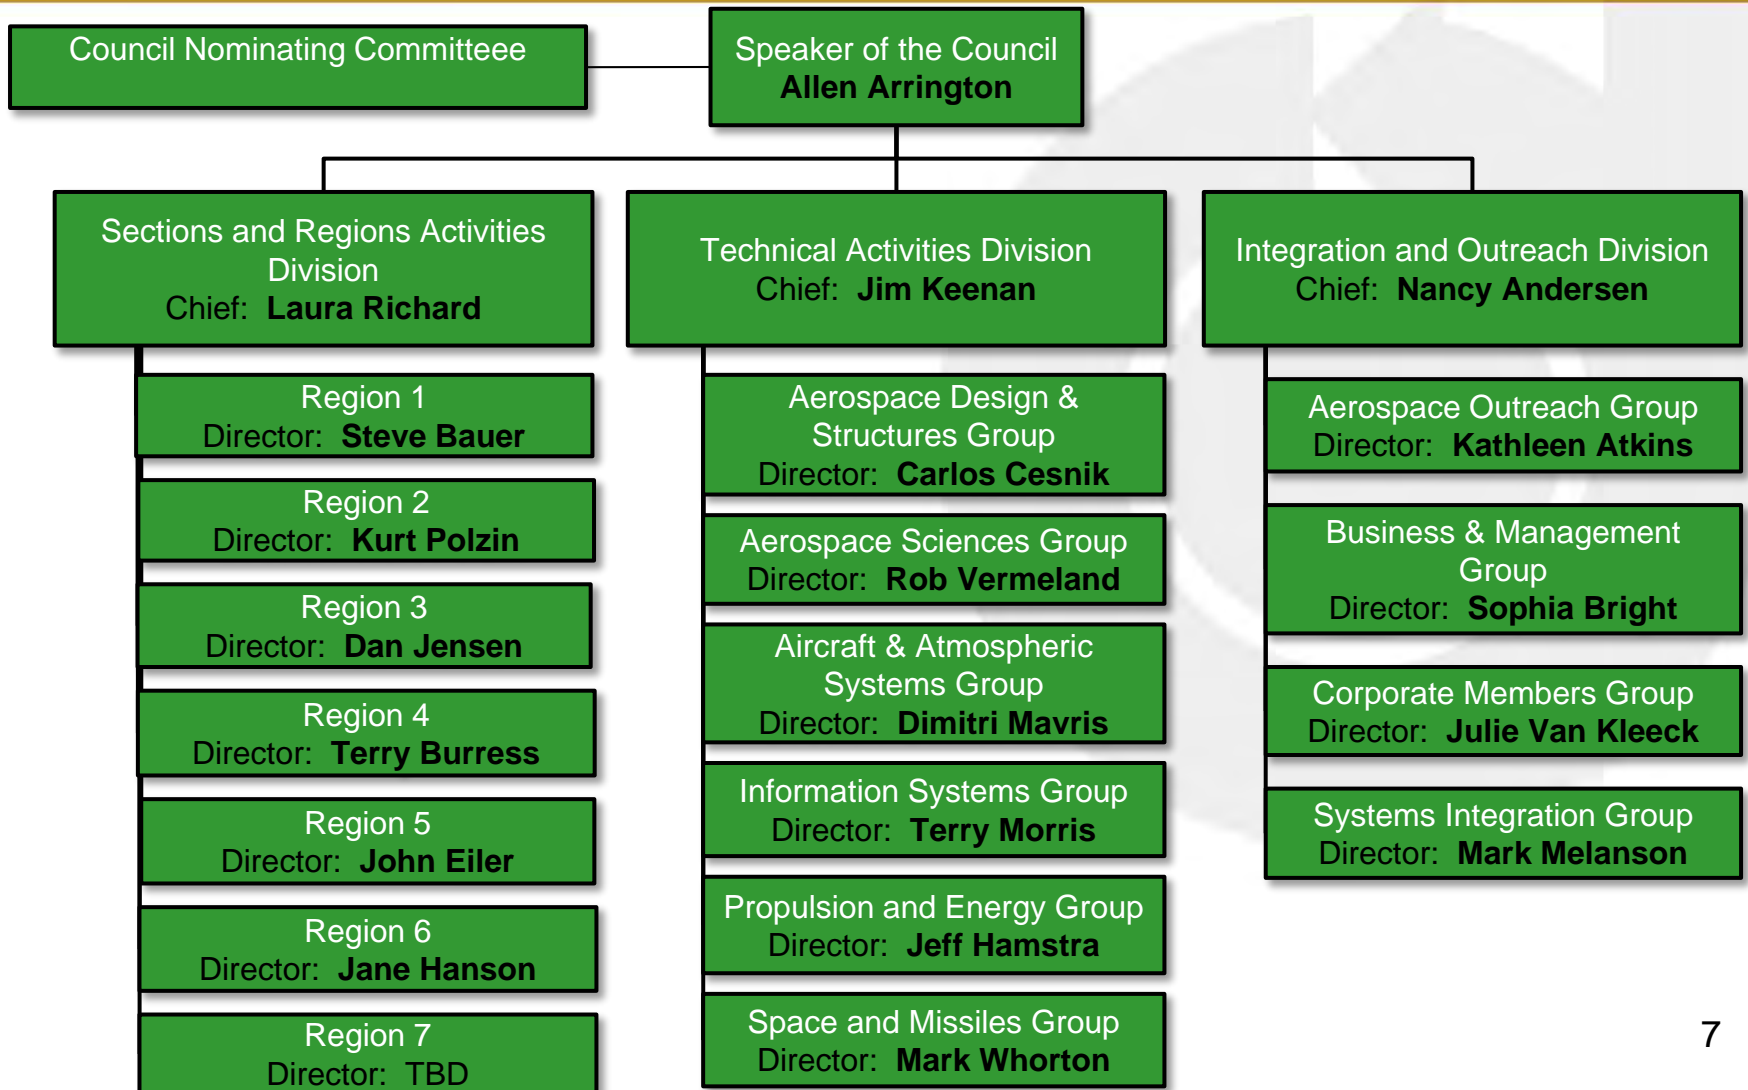 Council Nominating Committeee
Speaker of the Council
Allen Arrington
Sections and Regions Activities
Division
Chief: Laura Richard
Technical Activities Division
Chief: Jim Keenan
Integration and Outreach Division
Chief: Nancy Andersen
Region 1
Director: Steve Bauer
Region 2
Director: Kurt Polzin
Region 3
Director: Dan Jensen
Region 4
Director: Terry Burress
Region 5
Director: John Eiler
Region 6
Director: Jane Hanson
Region 7
Director: TBD
Aerospace Design &
Structures Group
Director: Carlos Cesnik
Aerospace Sciences Group
Director: Rob Vermeland
Aircraft & Atmospheric
Systems Group
Director: Dimitri Mavris
Information Systems Group
Director: Terry Morris
Propulsion and Energy Group
Director: Jeff Hamstra
Space and Missiles Group
Director: Mark Whorton
Aerospace Outreach Group
Director: Kathleen Atkins
Business & Management
Group
Director: Sophia Bright
Corporate Members Group
Director: Julie Van Kleeck
Systems Integration Group
Director: Mark Melanson
7